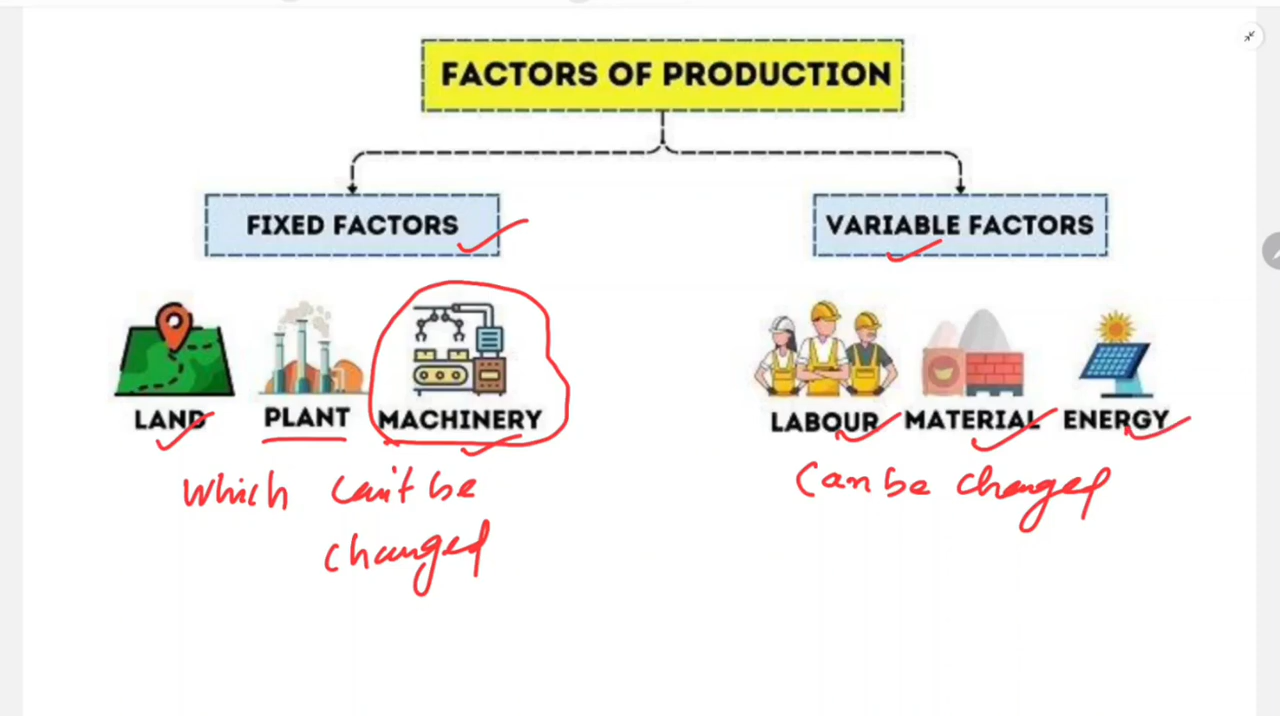 FACTORS OF PRODUCTION
FIXED FACTORS
VARIABLE FACTORS
LAND
PLANT
MACHINERY
LABOUR
MATERIAL
ENERGY
which can't be
changed
Can be changed